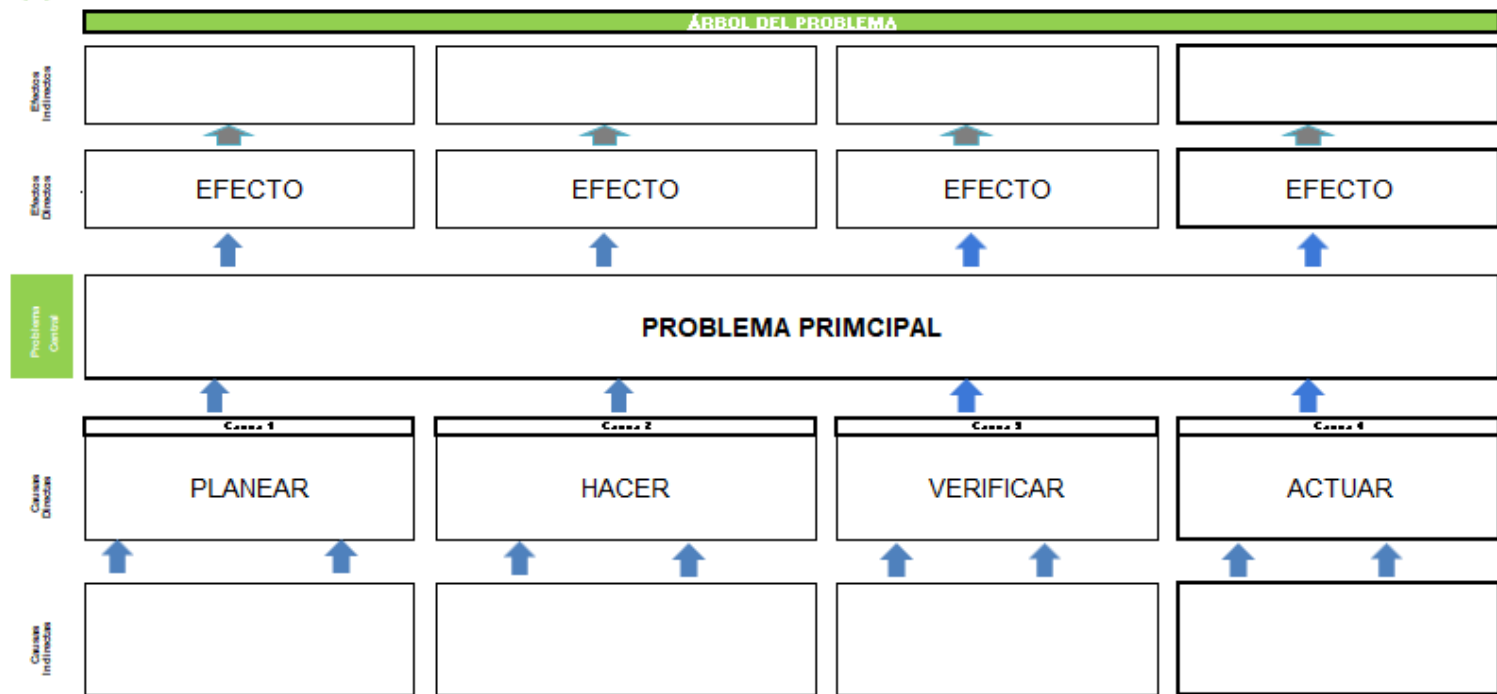 ÁRBOL DEL PROBLEMA
Efectos
Indirectos
Efectos
Directos
EFECTO
EFECTO
EFECTO
EFECTO
Problema
Central
PROBLEMA PRIMCIPAL
Causa 1
Causa 2
Causa 3
Causa 4
Causas
Directas
PLANEAR
HACER
VERIFICAR
ACTUAR
Causas
Indirectas